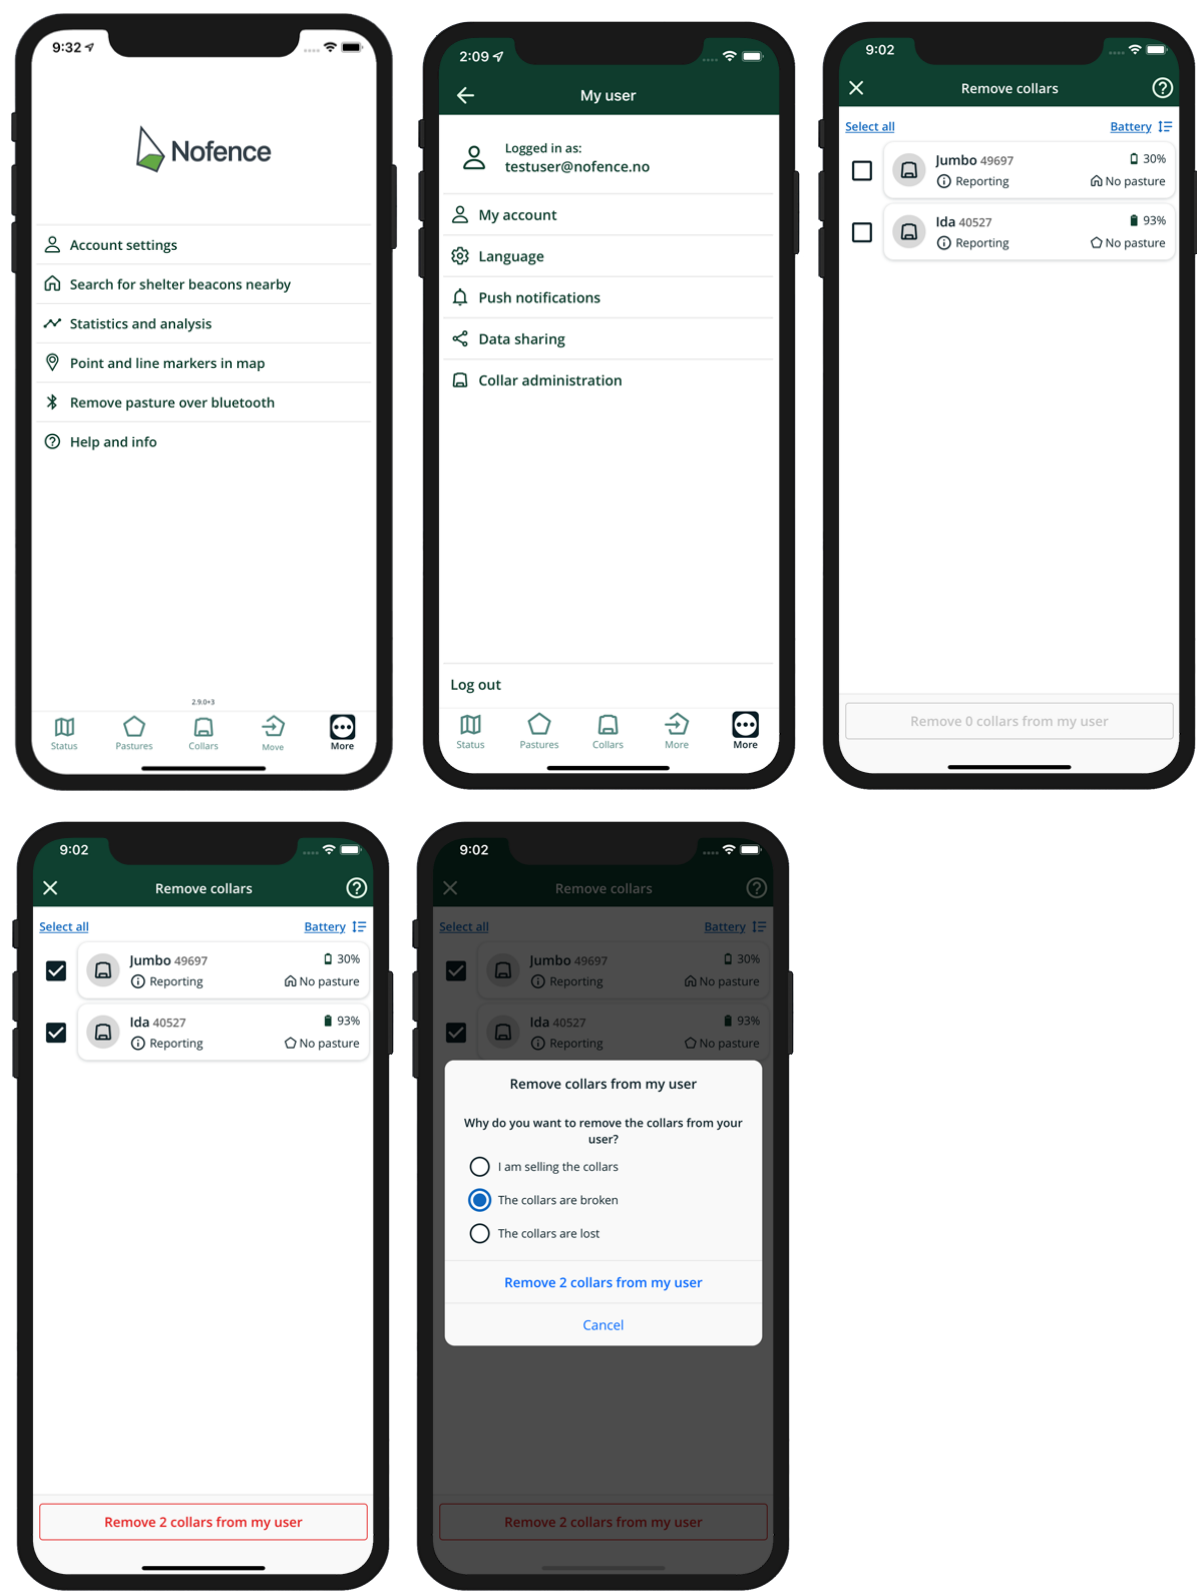 9:32
Nofence
Account settings
Search for shelter beacons nearby
Statistics and analysis
Point and line markers in map
Remove pasture over bluetooth
Help and info
2.9.0+3
Status
Pastures
Collars
Move
More
2:09
My user
Logged in as:
testuser@nofence.no
My account
Language
Push notifications
Data sharing
Collar administration
Log out
Status
Pastures
Collars
More
More
9:02
Remove collars
Select all
Battery
Jumbo 49697
30%
Reporting
No pasture
Ida 40527
93%
Reporting
No pasture
Remove 0 collars from my user
9:02
Remove collars
Select all
Battery
Jumbo 49697
30%
Reporting
No pasture
Ida 40527
93%
Reporting
No pasture
Remove 2 collars from my user
9:02
Remove collars
Select all
Battery
Jumbo 49697
30%
Reporting
No pasture
Ida 40527
93%
Reporting
No pasture
Remove collars from my user
Why do you want to remove the collars from your
user?
I am selling the collars
The collars are broken
The collars are lost
Remove 2 collars from my user
Cancel
Remove 2 collars from my user